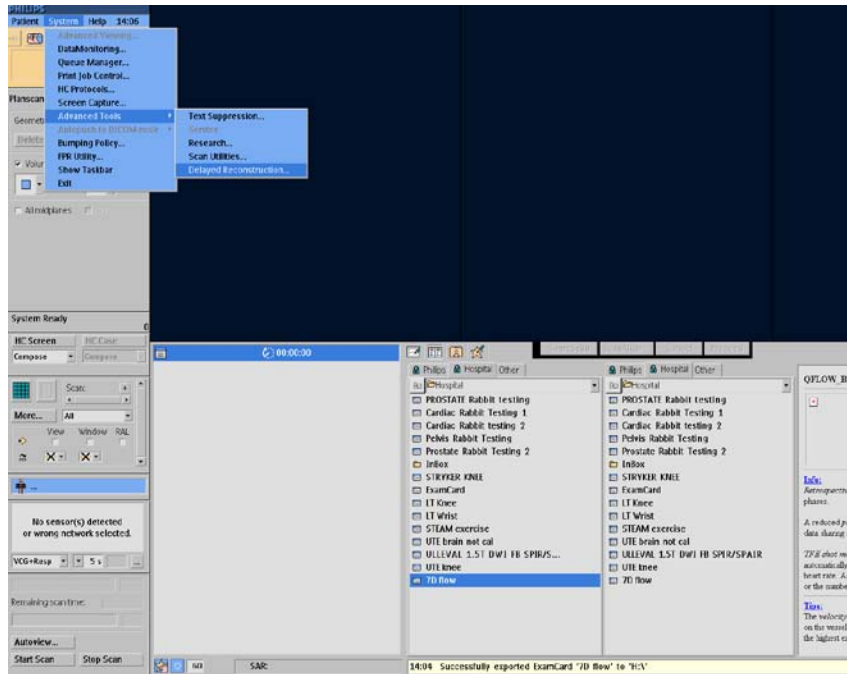 PHILIPS
Patient System Help 14:06
Advanced Viewing...
DataMonitoring...
Queue Manager...
Print Job Control...
HC Protocols...
Screen Capture...
Advanced Tools
Autopush to DICOM node
Bumping Policy...
FPR Utility...
Show Taskbar
Exit
Text Suppression...
Service
Research...
Scan Utilities...
Delayed Reconstruction...
Planscan
Geomet
Delete
Volur
All midplanes
System Ready
0
HC Screen HC Case
Compose Compose
Scan:
More... All
View Window RAL
X X
...
No sensor(s) detected
or wrong network selected.
VCG+Resp 5 s ...
Remaining scan time:
Autoview...
Start Scan Stop Scan
00:00:00
SAR:
Philips Hospital Other
Hospital
PROSTATE Rabbit testing
Cardiac Rabbit Testing 1
Cardiac Rabbit testing 2
Pelvis Rabbit Testing
Prostate Rabbit Testing 2
InBox
STRYKER KNEE
ExamCard
LT Knee
LT Wrist
STEAM exercise
UTE brain not cal
ULLEVAL 1.5T DWI FB SPIR/S...
UTE knee
7D flow
Philips Hospital Other
Hospital
PROSTATE Rabbit Testing
Cardiac Rabbit Testing 1
Cardiac Rabbit testing 2
Pelvis Rabbit Testing
Prostate Rabbit Testing 2
InBox
STRYKER KNEE
ExamCard
LT Knee
LT Wrist
STEAM exercise
UTE brain not cal
ULLEVAL 1.5T DWI FB SPIR/SPAIR
UTE knee
7D flow
QFLOW_B
Info:
Retrospectiv
phases.
A reduced p
data sharing
TFE shot m
automatically
heart rate. A
or the numbe
Tips:
The velocity
on the vessel
the highest e
14:04 Successfully exported ExamCard '7D flow' to 'H:\'